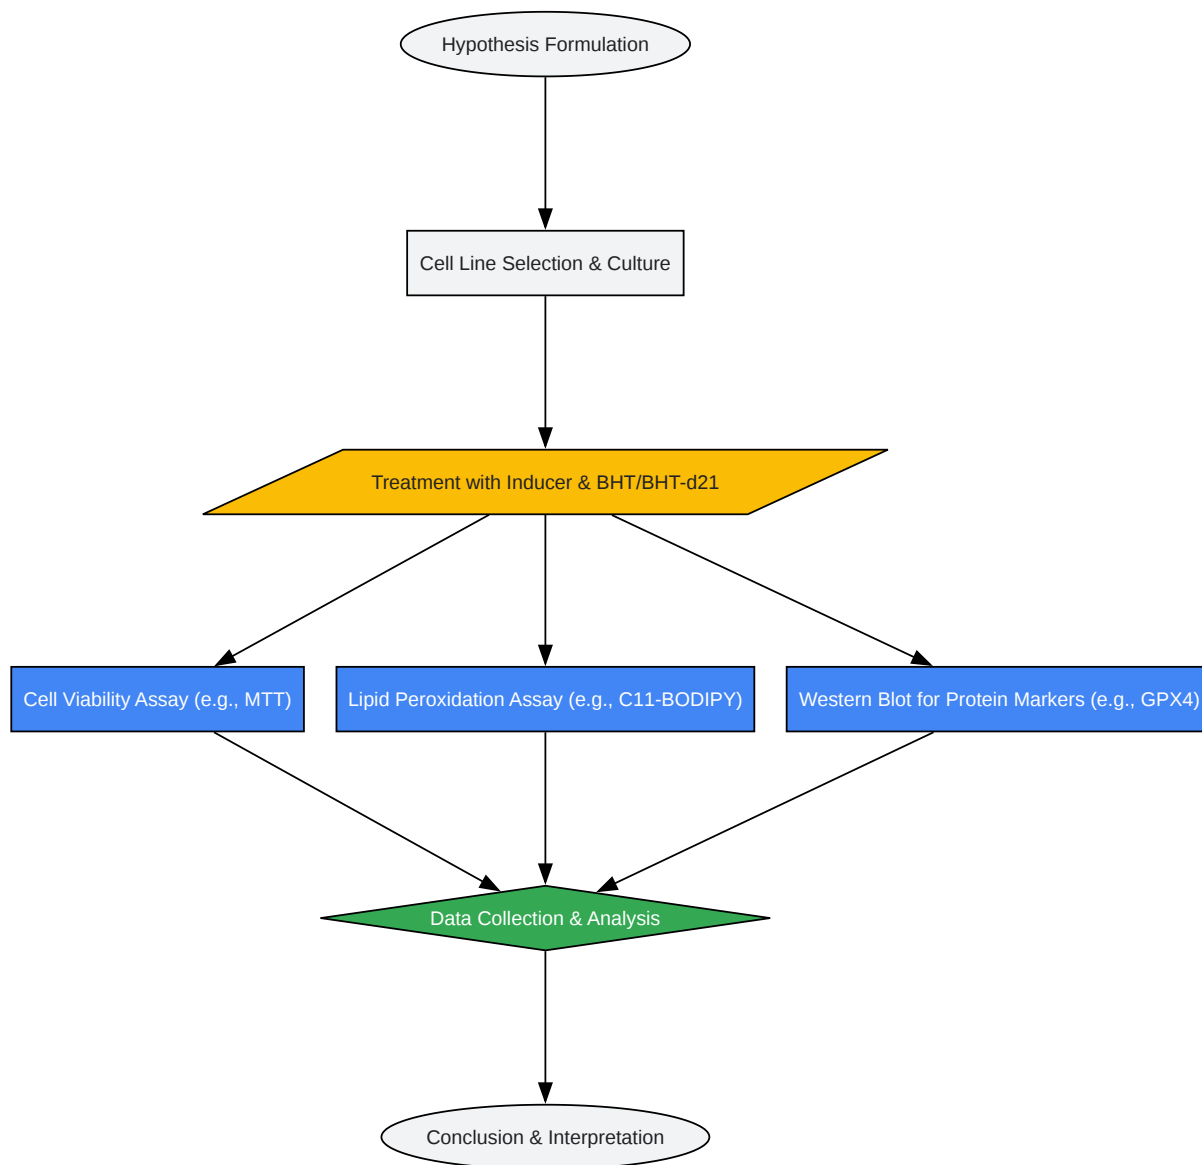 Hypothesis Formulation
Cell Line Selection & Culture
Treatment with Inducer & BHT/BHT-d21
Cell Viability Assay (e.g., MTT)
Lipid Peroxidation Assay (e.g., C11-BODIPY)
Western Blot for Protein Markers (e.g., GPX4)
Data Collection & Analysis
Conclusion & Interpretation